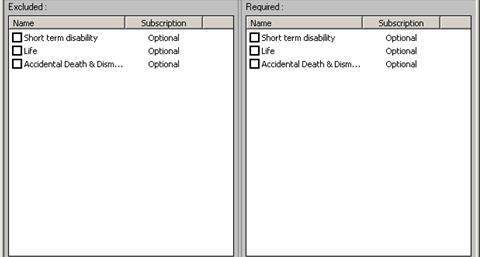 Excluded : Required :
Name Subscription Name Subscription
Short term disability Optional Short term disability Optional
Life Optional Life Optional
Accidental Death & Dism... Optional Accidental Death & Dism... Optional